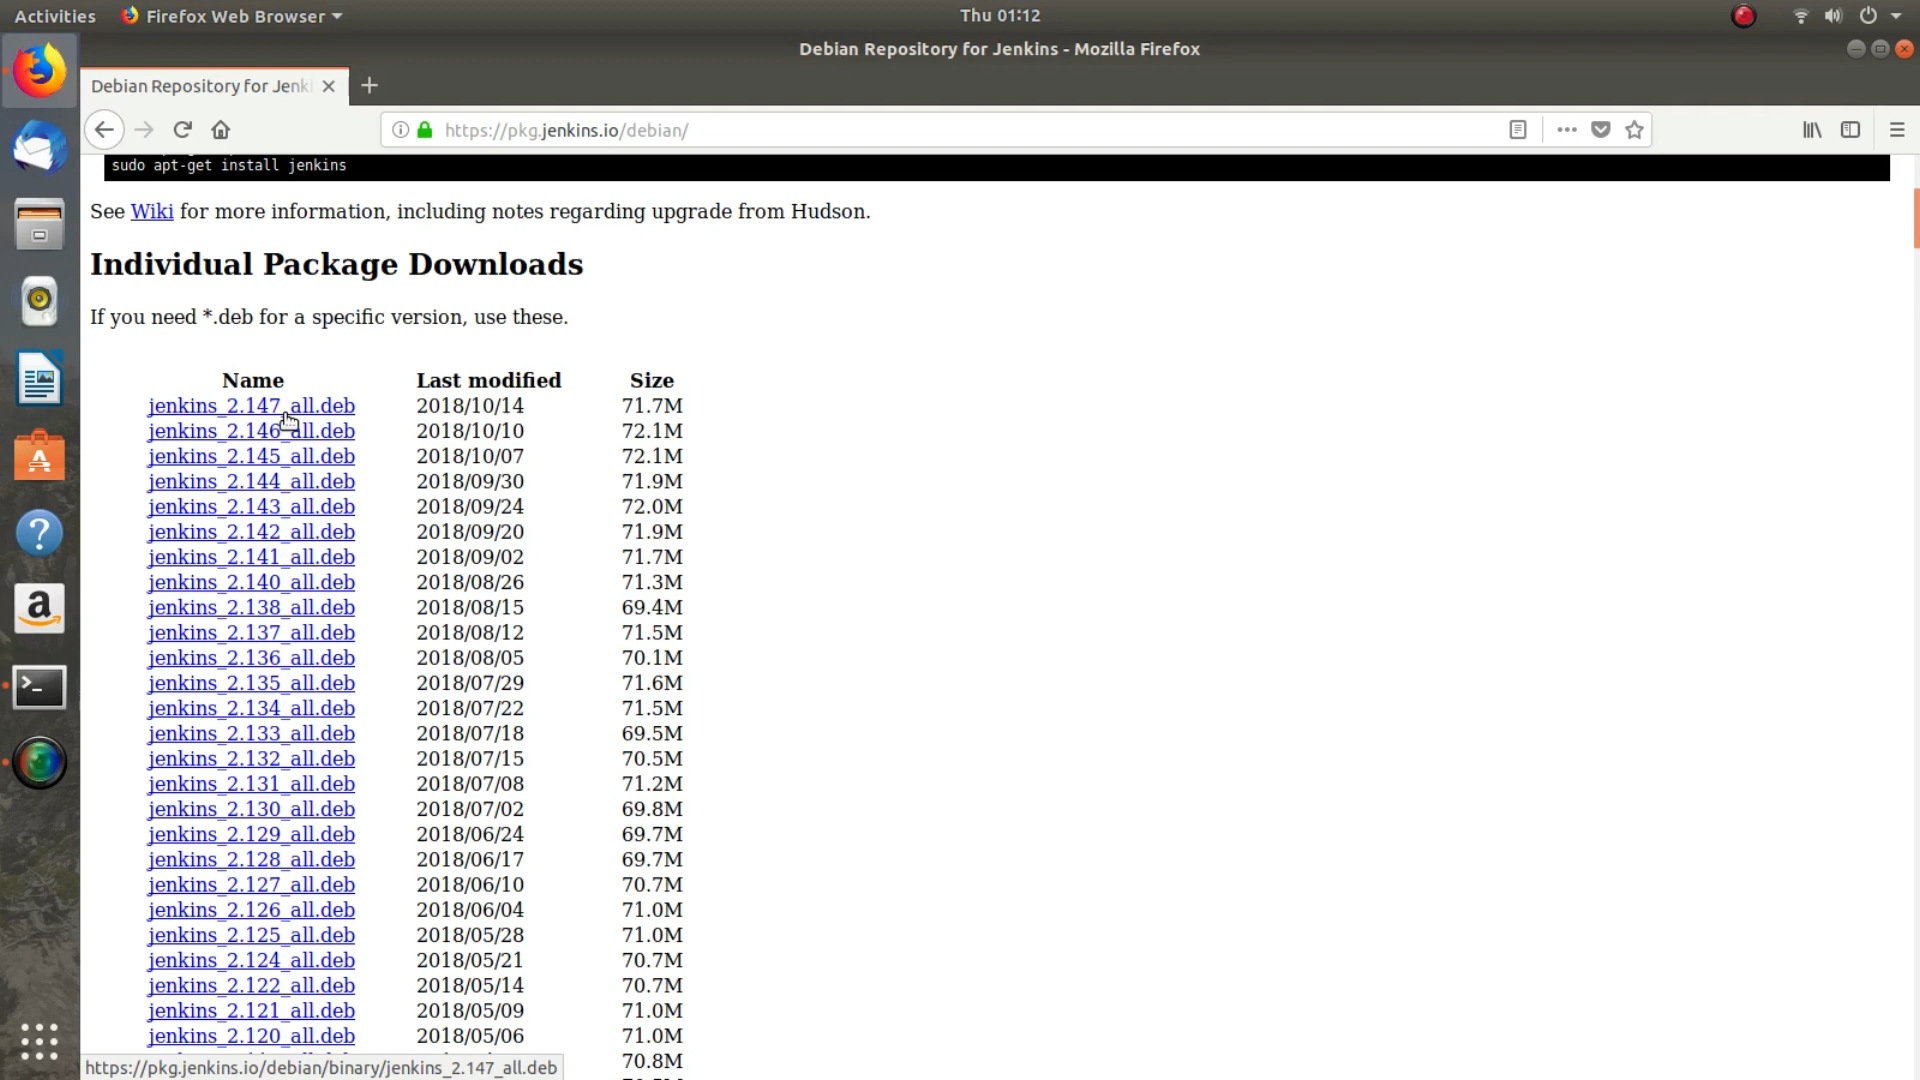 Activities Firefox Web Browser Thu 01:12
Debian Repository for Jenkins - Mozilla Firefox
Debian Repository for Jenki
https://pkg.jenkins.io/debian/
sudo apt-get install jenkins
See Wiki for more information, including notes regarding upgrade from Hudson.
Individual Package Downloads
If you need *.deb for a specific version, use these.
Name Last modified Size
jenkins_2.147_all.deb 2018/10/14 71.7M
jenkins_2.146_all.deb 2018/10/10 72.1M
jenkins_2.145_all.deb 2018/10/07 72.1M
jenkins_2.144_all.deb 2018/09/30 71.9M
jenkins_2.143_all.deb 2018/09/24 72.0M
jenkins_2.142_all.deb 2018/09/20 71.9M
jenkins_2.141_all.deb 2018/09/02 71.7M
jenkins_2.140_all.deb 2018/08/26 71.3M
jenkins_2.138_all.deb 2018/08/15 69.4M
jenkins_2.137_all.deb 2018/08/12 71.5M
jenkins_2.136_all.deb 2018/08/05 70.1M
jenkins_2.135_all.deb 2018/07/29 71.6M
jenkins_2.134_all.deb 2018/07/22 71.5M
jenkins_2.133_all.deb 2018/07/18 69.5M
jenkins_2.132_all.deb 2018/07/15 70.5M
jenkins_2.131_all.deb 2018/07/08 71.2M
jenkins_2.130_all.deb 2018/07/02 69.8M
jenkins_2.129_all.deb 2018/06/24 69.7M
jenkins_2.128_all.deb 2018/06/17 69.7M
jenkins_2.127_all.deb 2018/06/10 70.7M
jenkins_2.126_all.deb 2018/06/04 71.0M
jenkins_2.125_all.deb 2018/05/28 71.0M
jenkins_2.124_all.deb 2018/05/21 70.7M
jenkins_2.122_all.deb 2018/05/14 70.7M
jenkins_2.121_all.deb 2018/05/09 71.0M
jenkins_2.120_all.deb 2018/05/06 71.0M
70.8M
https://pkg.jenkins.io/debian/binary/jenkins_2.147_all.deb